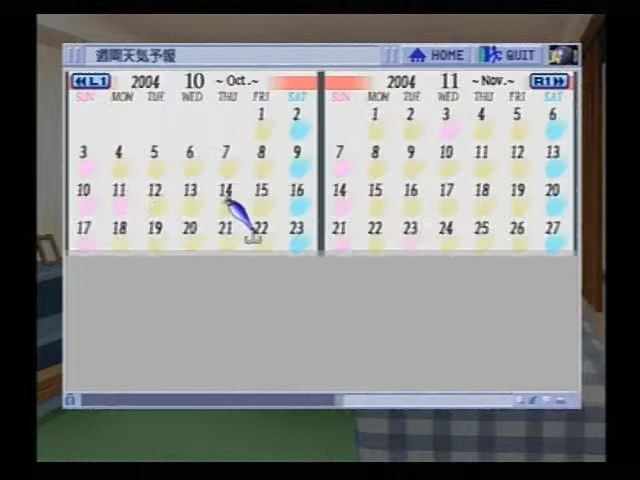 週間天気予報 HOME QUIT
L1 2004 10 ~Oct.~
SUN MON TUE WED THU FRI SAT
1 2
3 4 5 6 7 8 9
10 11 12 13 14 15 16
17 18 19 20 21 22 23
2004 11 ~Nov.~ R1
SUN MON TUE WED THU FRI SAT
1 2 3 4 5 6
7 8 9 10 11 12 13
14 15 16 17 18 19 20
21 22 23 24 25 26 27